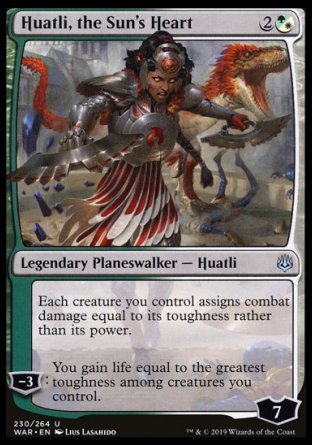 Huatli, the Sun's Heart 2
Legendary Planeswalker — Huatli
Each creature you control assigns combat
damage equal to its toughness rather
than its power.
-3
You gain life equal to the greatest
toughness among creatures you
control.
7
230/264 U
WAR • EN Lius Lasahido
™ & © 2019 Wizards of the Coast